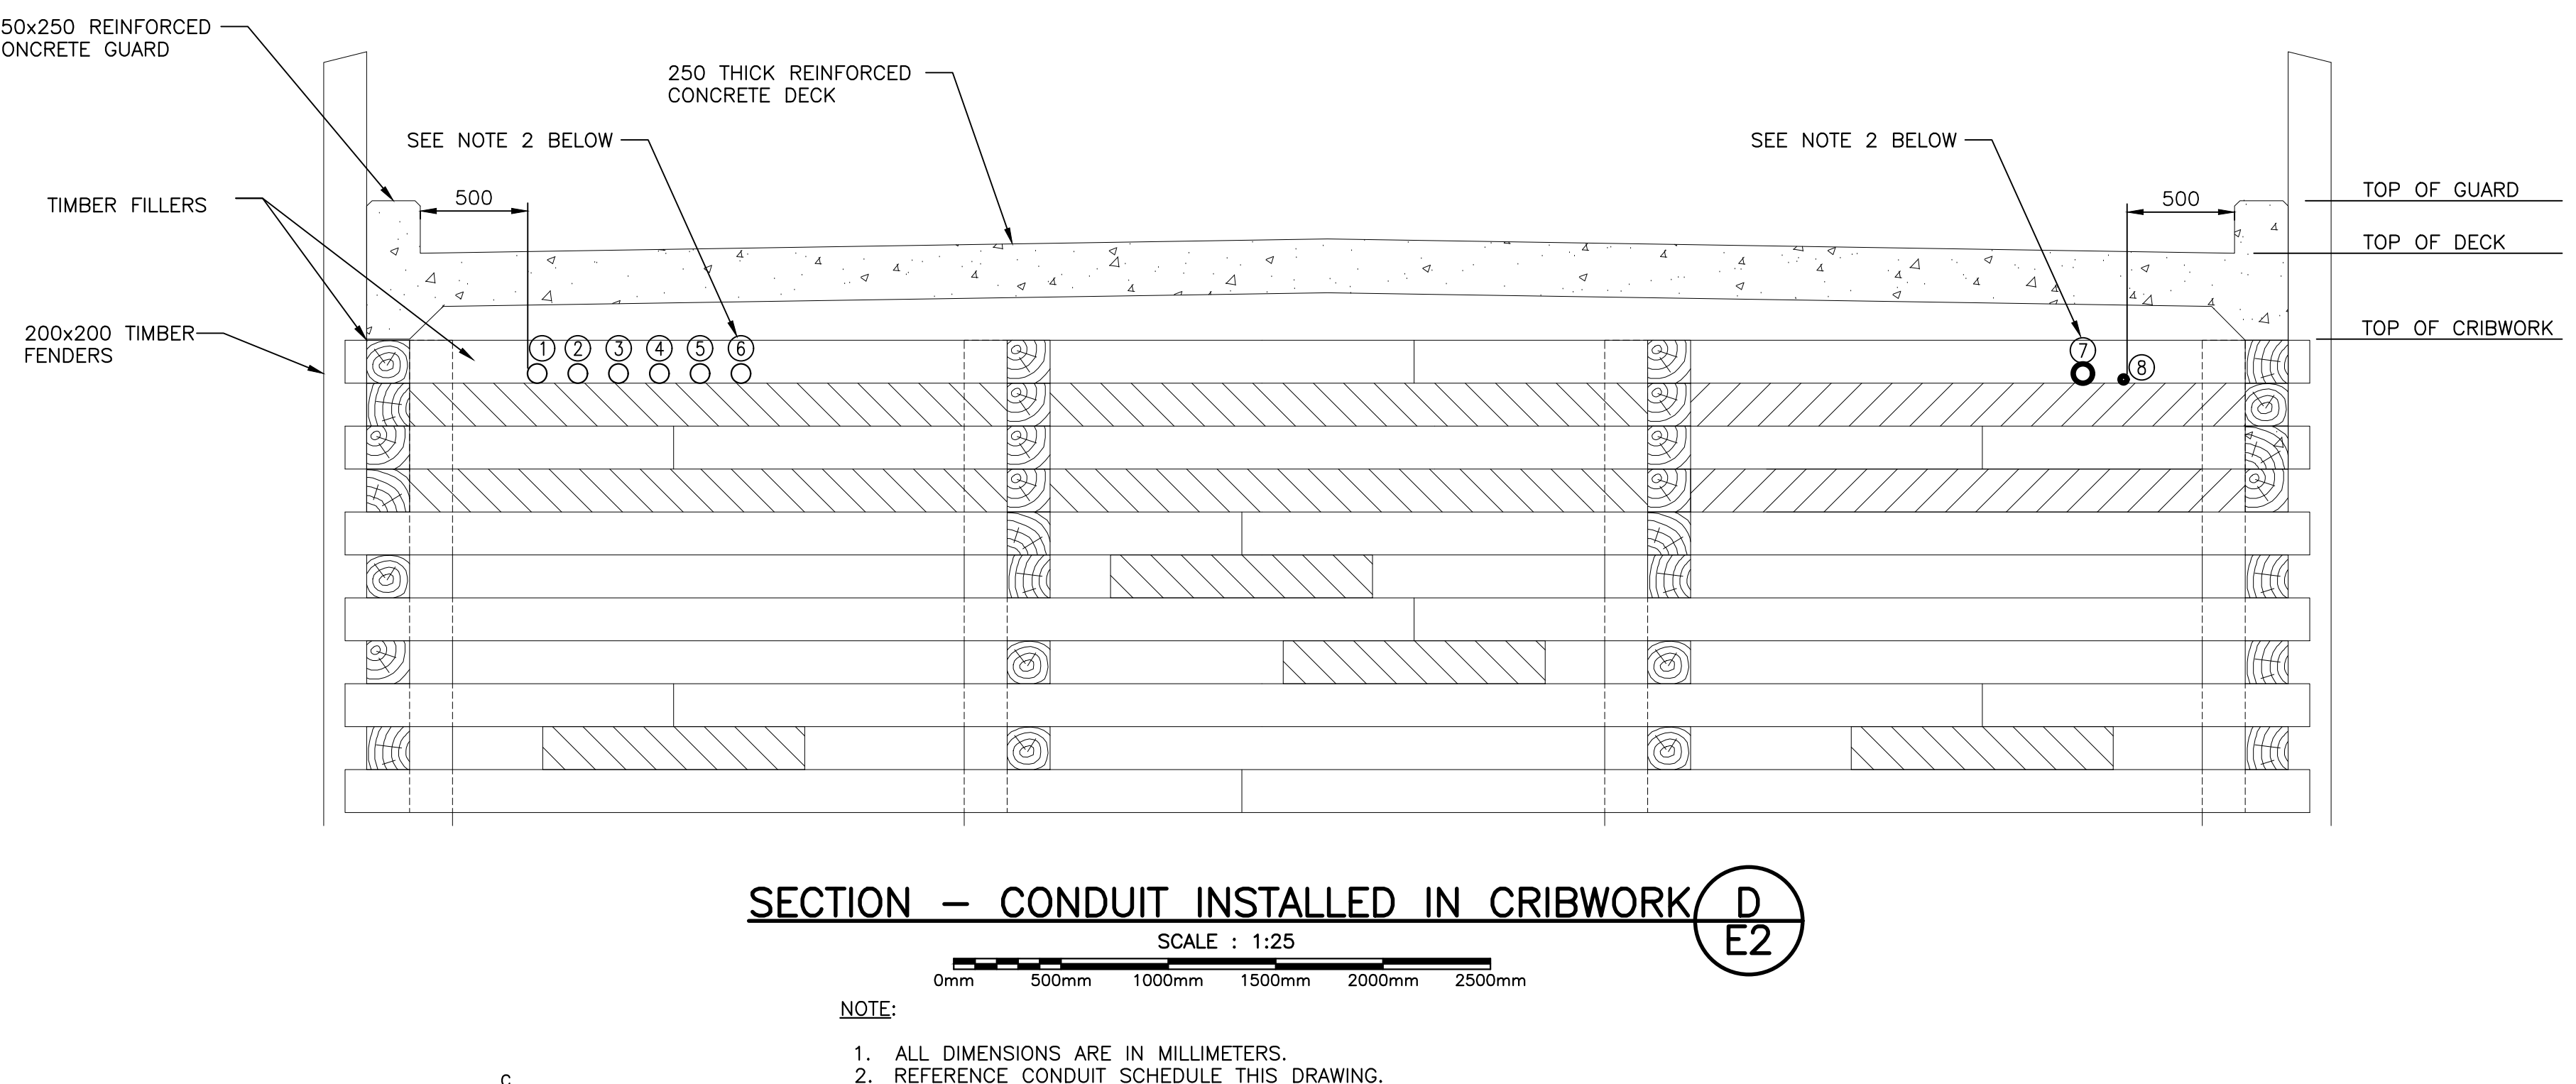 50x250 REINFORCED
ONCRETE GUARD
250 THICK REINFORCED
CONCRETE DECK
SEE NOTE 2 BELOW
SEE NOTE 2 BELOW
TIMBER FILLERS
500
500
TOP OF GUARD
TOP OF DECK
200x200 TIMBER
FENDERS
TOP OF CRIBWORK
1 2 3 4 5 6
7
8
SECTION – CONDUIT INSTALLED IN CRIBWORK
D
E2
SCALE : 1:25
0mm 500mm 1000mm 1500mm 2000mm 2500mm
NOTE:
1. ALL DIMENSIONS ARE IN MILLIMETERS.
2. REFERENCE CONDUIT SCHEDULE THIS DRAWING.